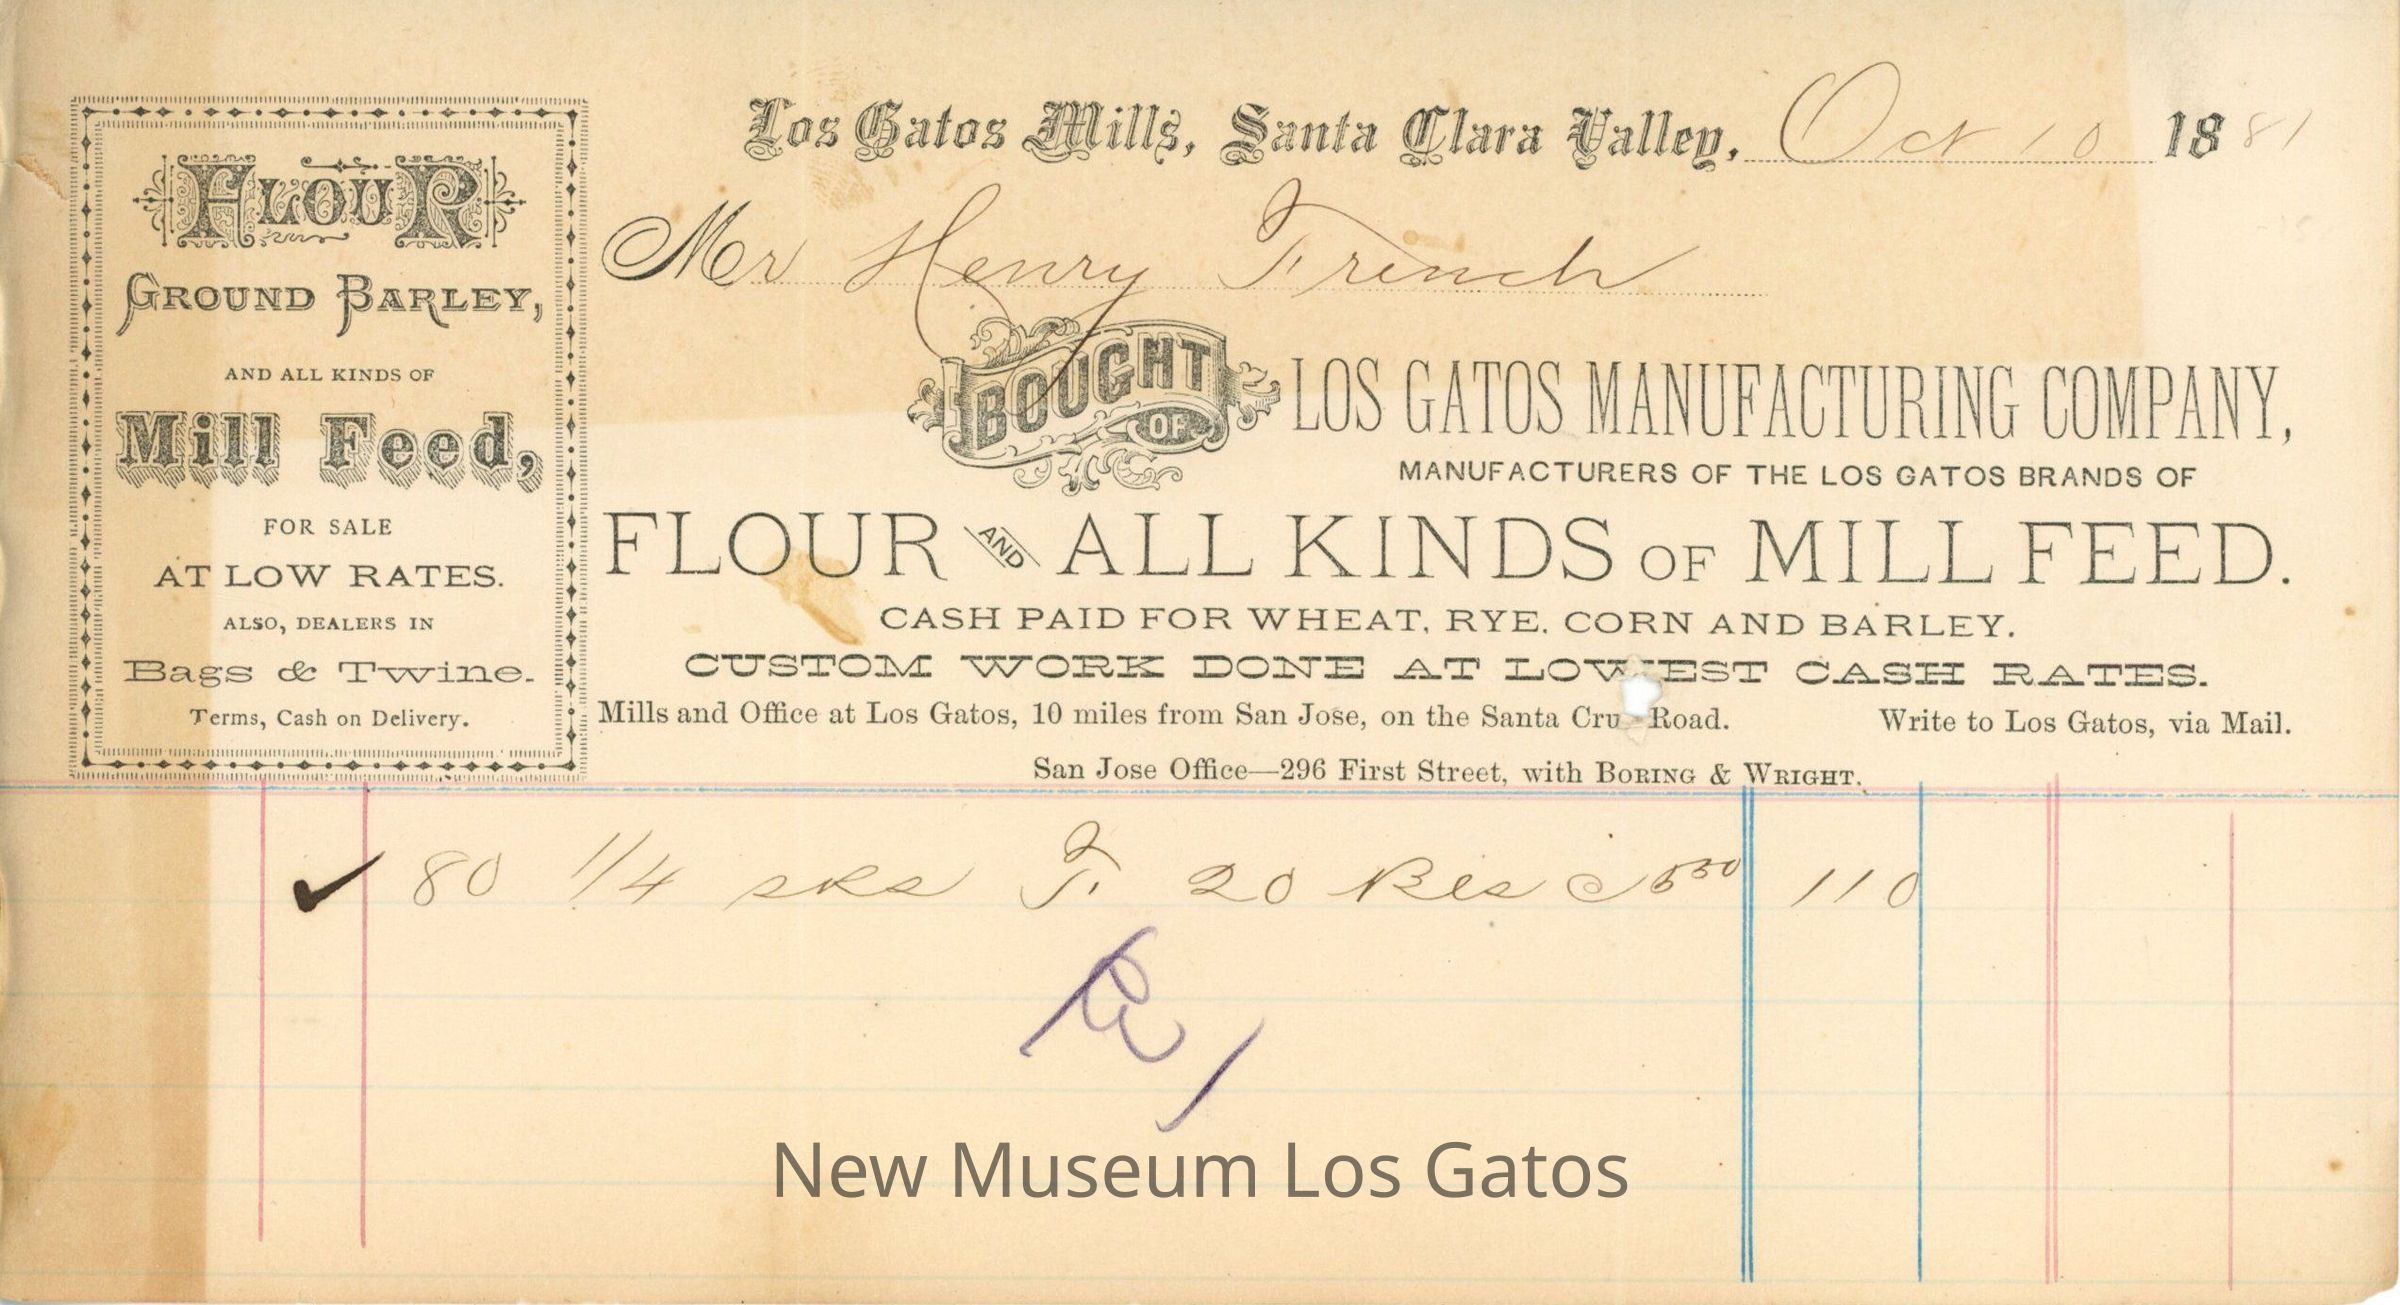 FLOUR
GROUND BARLEY,
AND ALL KINDS OF
Mill Feed,
FOR SALE
AT LOW RATES.
ALSO, DEALERS IN
Bags & Twine.
Terms, Cash on Delivery.
Los Gatos Mills, Santa Clara Valley, Oct 10 1881
Mr Henry French
BOUGHT OF LOS GATOS MANUFACTURING COMPANY,
MANUFACTURERS OF THE LOS GATOS BRANDS OF
FLOUR AND ALL KINDS OF MILL FEED.
CASH PAID FOR WHEAT, RYE, CORN AND BARLEY.
CUSTOM WORK DONE AT LOWEST CASH RATES.
Mills and Office at Los Gatos, 10 miles from San Jose, on the Santa Cru Road. Write to Los Gatos, via Mail.
San Jose Office—296 First Street, with BORING & WRIGHT.
80 1/4 sks F. 20 Bls @ 5 50 110
New Museum Los Gatos